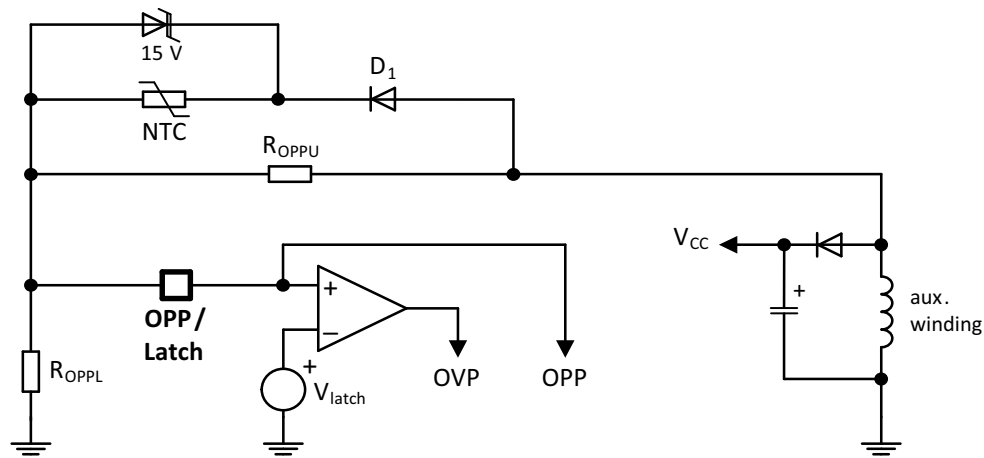 15 V
D1
NTC
ROPPU
VCC
+
+
−
OPP/
Latch
aux.
winding
ROPPL
+
Vlatch
OVP
OPP